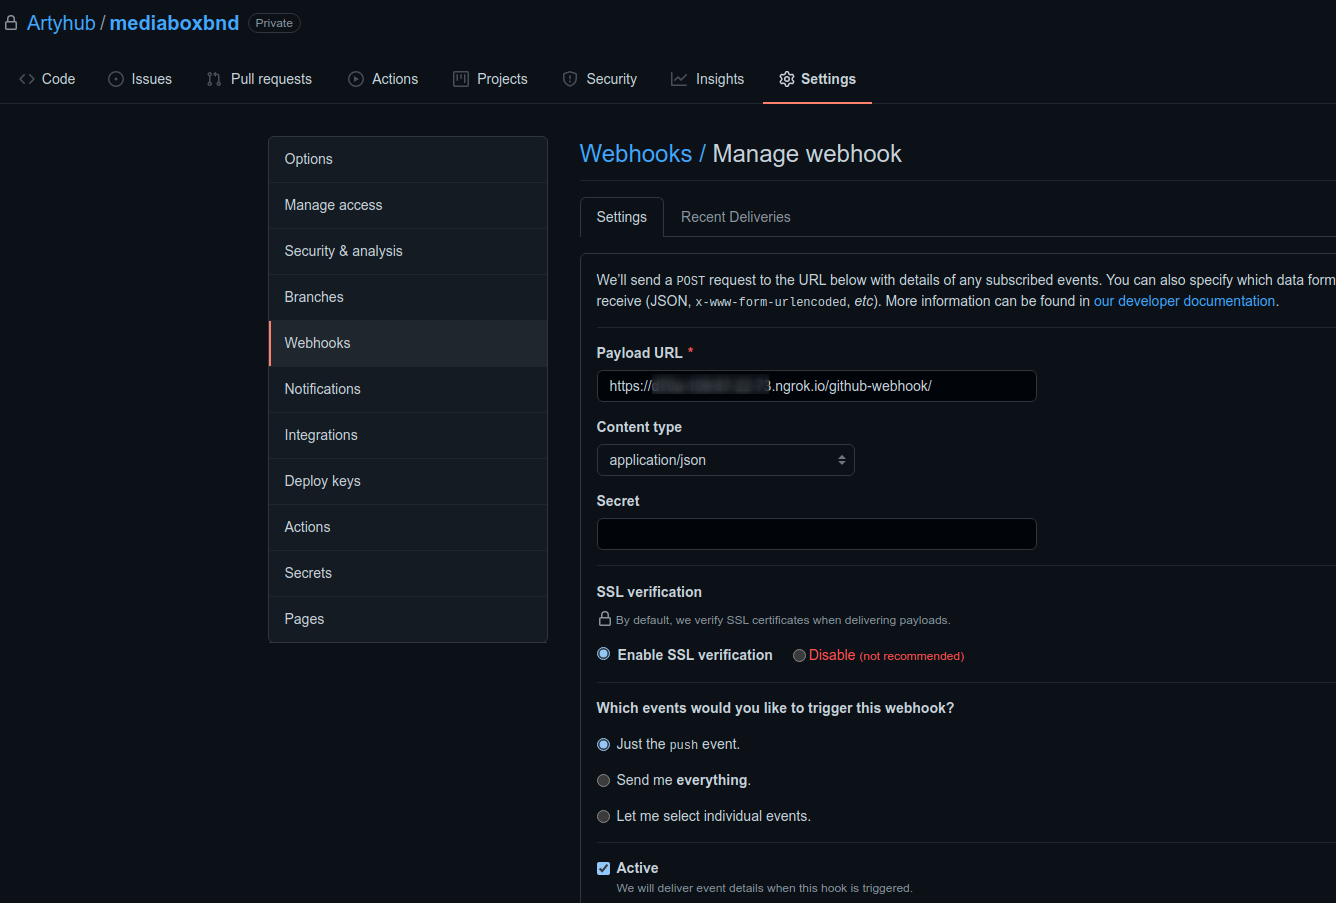 Artyhub / mediaboxbnd Private
Code Issues Pull requests Actions Projects Security Insights Settings
Options
Manage access
Security & analysis
Branches
Webhooks
Notifications
Integrations
Deploy keys
Actions
Secrets
Pages
Webhooks / Manage webhook
Settings Recent Deliveries
We'll send a POST request to the URL below with details of any subscribed events. You can also specify which data form
receive (JSON, x-www-form-urlencoded, etc). More information can be found in our developer documentation.
Payload URL *
https:// .ngrok.io/github-webhook/
Content type
application/json
Secret
SSL verification
By default, we verify SSL certificates when delivering payloads.
Enable SSL verification Disable (not recommended)
Which events would you like to trigger this webhook?
Just the push event.
Send me everything.
Let me select individual events.
Active
We will deliver event details when this hook is triggered.